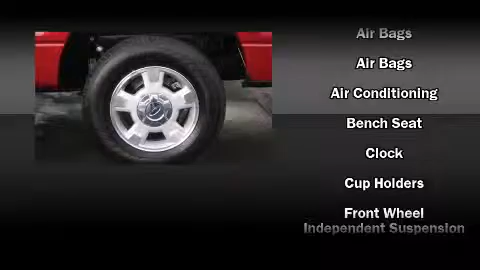 Air Bags
Air Bags
Air Conditioning
Bench Seat
Clock
Cup Holders
Front Wheel
Independent Suspension